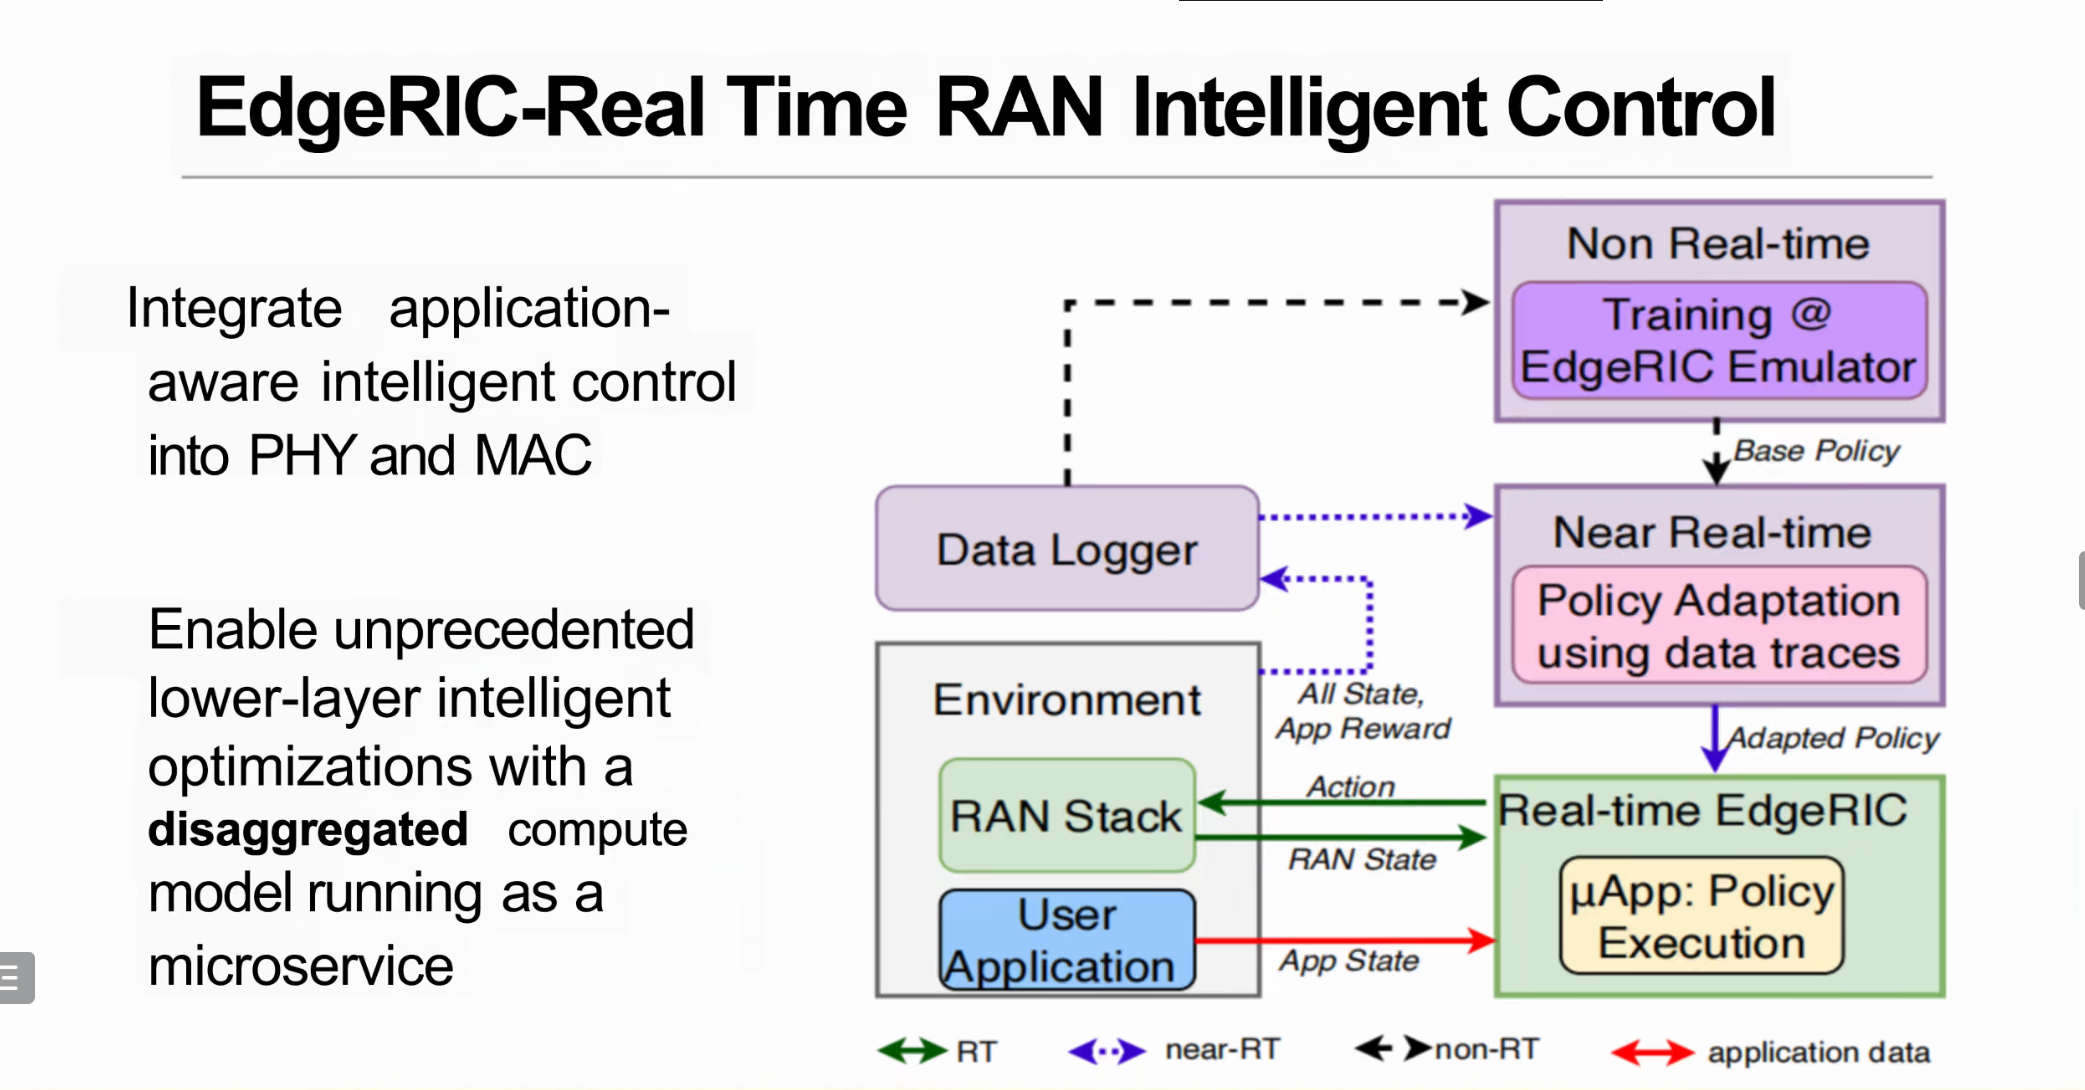 EdgeRIC-Real Time RAN Intelligent Control
Integrate application-
aware intelligent control
into PHY and MAC
Enable unprecedented
lower-layer intelligent
optimizations with a
disaggregated compute
model running as a
microservice
Non Real-time
Training @
EdgeRIC Emulator
Base Policy
Data Logger
Near Real-time
Policy Adaptation
using data traces
All State,
App Reward
Adapted Policy
Environment
RAN Stack
Action
RAN State
User
Application
App State
Real-time EdgeRIC
µApp: Policy
Execution
RT
near-RT
non-RT
application data